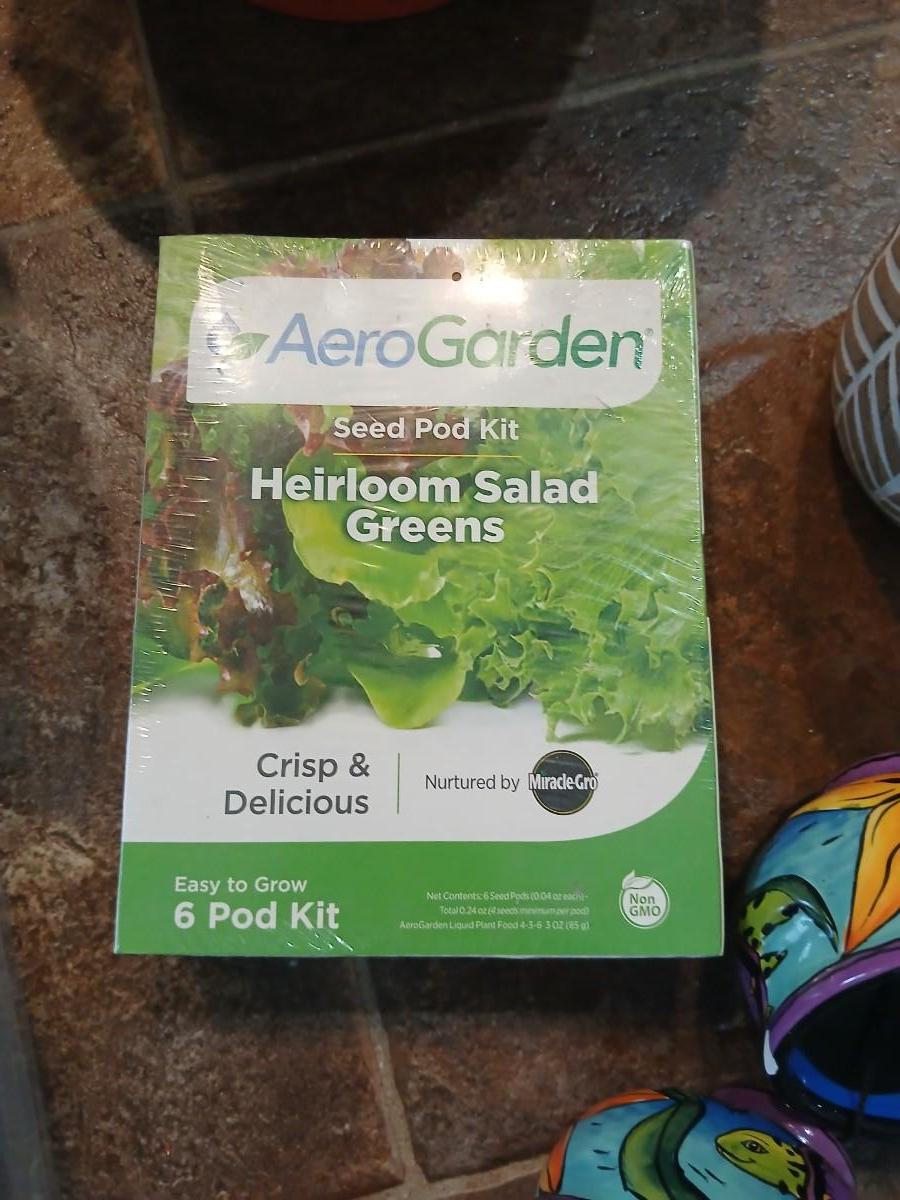 AeroGarden®
Seed Pod Kit
Heirloom Salad
Greens
Crisp &
Delicious
Nurtured by Miracle-Gro®
Easy to Grow
6 Pod Kit
Net Contents: 6 Seed Pods (0.04 oz each)-
Total 0.24 oz (4 seeds minimum per pod)
AeroGarden Liquid Plant Food 4-3-6 3 OZ (85 g)
Non
GMO